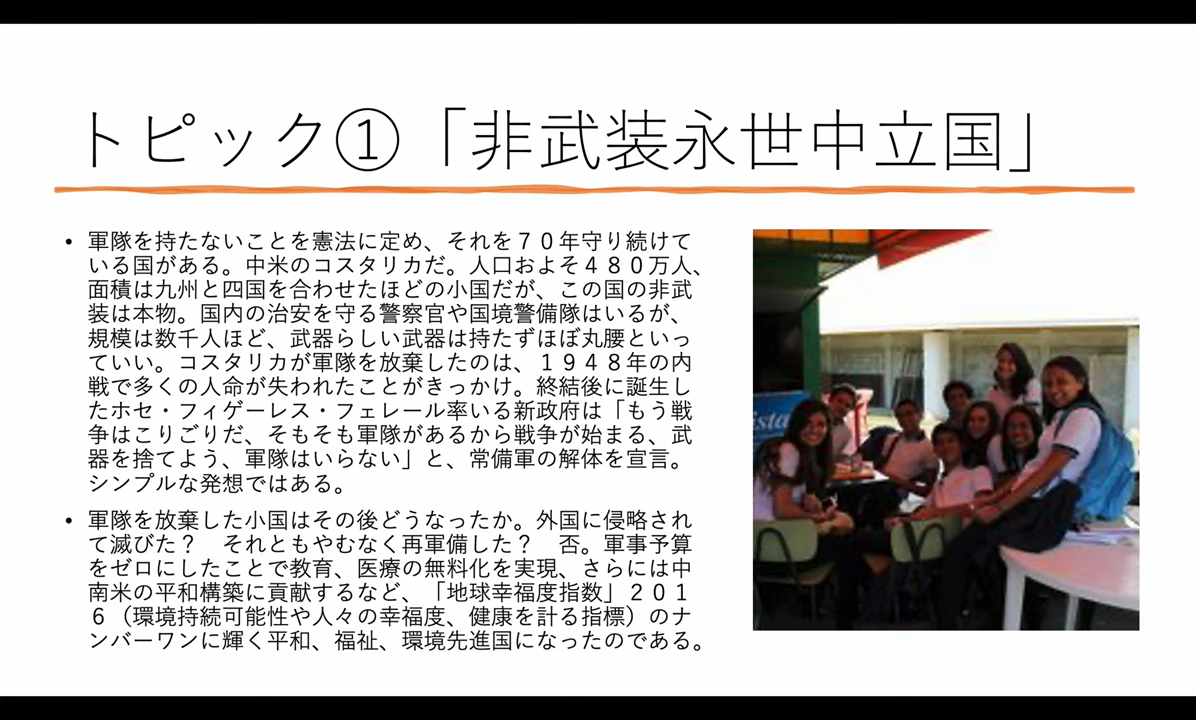 トピック①「非武装永世中立国」
• 軍隊を持たないことを憲法に定め、それを７０年守り続けて
いる国がある。中米のコスタリカだ。人口およそ４８０万人、
面積は九州と四国を合わせたほどの小国だが、この国の非武
装は本物。国内の治安を守る警察官や国境警備隊はいるが、
規模は数千人ほど、武器らしい武器は持たずほぼ丸腰といっ
ていい。コスタリカが軍隊を放棄したのは、１９４８年の内
戦で多くの人命が失われたことがきっかけ。終結後に誕生し
たホセ・フィゲーレス・フェレール率いる新政府は「もう戦
争はこりごりだ、そもそも軍隊があるから戦争が始まる、武
器を捨てよう、軍隊はいらない」と、常備軍の解体を宣言。
シンプルな発想ではある。
• 軍隊を放棄した小国はその後どうなったか。外国に侵略され
て滅びた？　それともやむなく再軍備した？　否。軍事予算
をゼロにしたことで教育、医療の無料化を実現、さらには中
南米の平和構築に貢献するなど、「地球幸福度指数」２０１
６（環境持続可能性や人々の幸福度、健康を計る指標）のナ
ンバーワンに輝く平和、福祉、環境先進国になったのである。